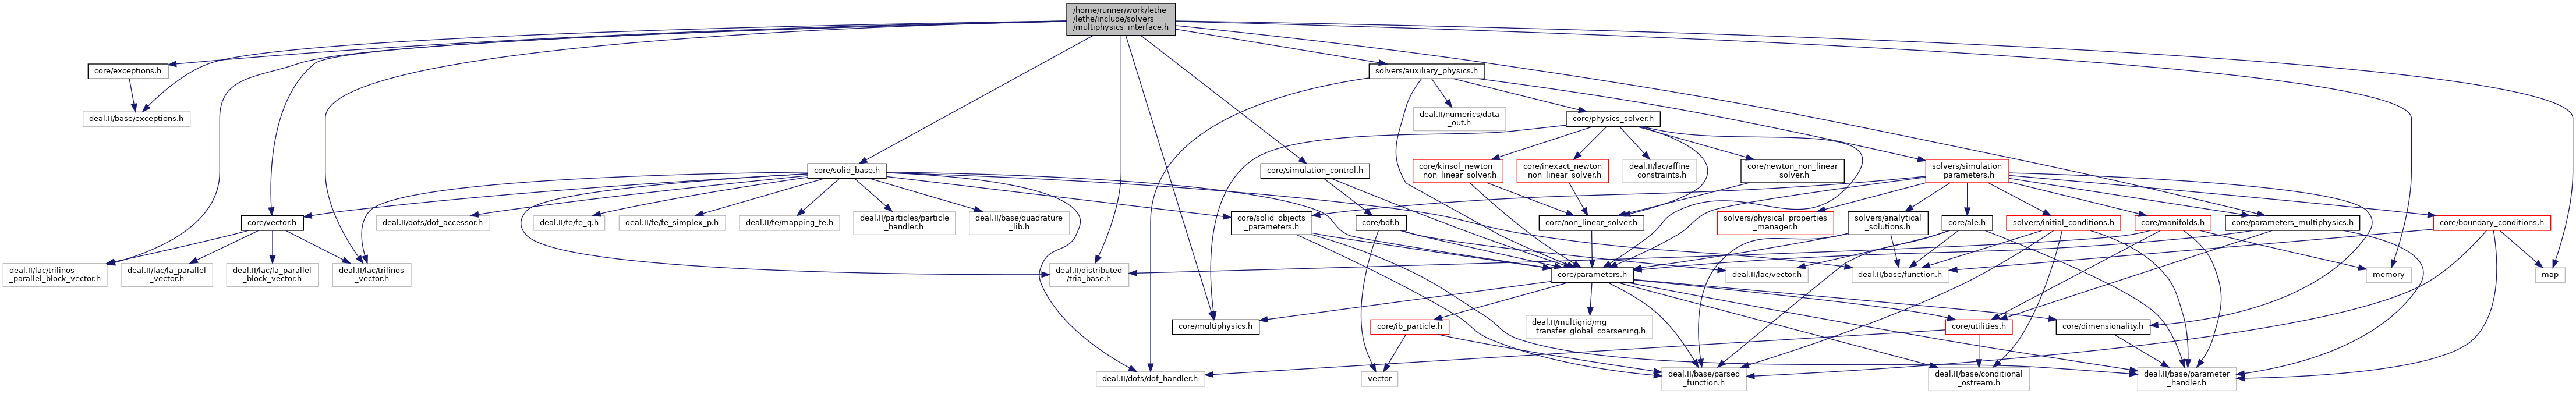 /home/runner/work/lethe
/lethe/include/solvers
/multiphysics_interface.h
core/exceptions.h
solvers/auxiliary_physics.h
deal.II/base/exceptions.h
deal.II/numerics/data
_out.h
core/physics_solver.h
core/solid_base.h
core/simulation_control.h
core/kinsol_newton
_non_linear_solver.h
core/inexact_newton
_non_linear_solver.h
deal.II/lac/affine
_constraints.h
core/newton_non_linear
_solver.h
solvers/simulation
_parameters.h
core/vector.h
deal.II/dofs/dof_accessor.h
deal.II/fe/fe_q.h
deal.II/fe/fe_simplex_p.h
deal.II/fe/mapping_fe.h
deal.II/particles/particle
_handler.h
deal.II/base/quadrature
_lib.h
core/solid_objects
_parameters.h
core/bdf.h
core/non_linear_solver.h
solvers/physical_properties
_manager.h
solvers/analytical
_solutions.h
core/ale.h
solvers/initial_conditions.h
core/manifolds.h
core/parameters_multiphysics.h
core/boundary_conditions.h
deal.II/lac/trilinos
_parallel_block_vector.h
deal.II/lac/la_parallel
_vector.h
deal.II/lac/la_parallel
_block_vector.h
deal.II/lac/trilinos
_vector.h
deal.II/distributed
/tria_base.h
core/parameters.h
deal.II/lac/vector.h
deal.II/base/function.h
memory
map
core/multiphysics.h
core/ib_particle.h
deal.II/multigrid/mg
_transfer_global_coarsening.h
core/utilities.h
core/dimensionality.h
deal.II/dofs/dof_handler.h
vector
deal.II/base/parsed
_function.h
deal.II/base/conditional
_ostream.h
deal.II/base/parameter
_handler.h